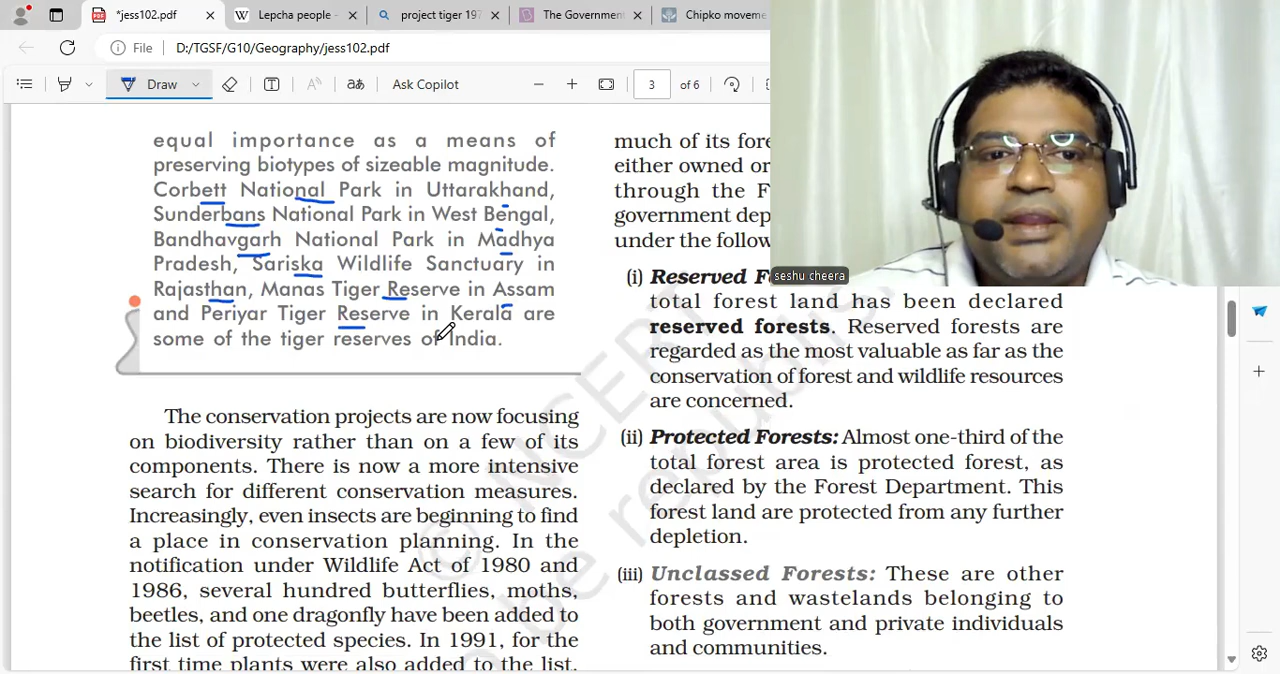 *jess102.pdf
W Lepcha people -
project tiger 197
The Governmen
Chipko moveme
File D:/TGSF/G10/Geography/jess102.pdf
Draw
aあ
Ask Copilot
3 of 6
equal importance as a means of
preserving biotypes of sizeable magnitude.
Corbett National Park in Uttarakhand,
Sunderbans National Park in West Bengal,
Bandhavgarh National Park in Madhya
Pradesh, Sariska Wildlife Sanctuary in
Rajasthan, Manas Tiger Reserve in Assam
and Periyar Tiger Reserve in Kerala are
some of the tiger reserves of India.
The conservation projects are now focusing
on biodiversity rather than on a few of its
components. There is now a more intensive
search for different conservation measures.
Increasingly, even insects are beginning to find
a place in conservation planning. In the
notification under Wildlife Act of 1980 and
1986, several hundred butterflies, moths,
beetles, and one dragonfly have been added to
the list of protected species. In 1991, for the
first time plants were also added to the list,
much of its fore
either owned or
through the F
government dep
under the follow
(i) Reserved F
total forest land has been declared
reserved forests. Reserved forests are
regarded as the most valuable as far as the
conservation of forest and wildlife resources
are concerned.
(ii) Protected Forests: Almost one-third of the
total forest area is protected forest, as
declared by the Forest Department. This
forest land are protected from any further
depletion.
(iii) Unclassed Forests: These are other
forests and wastelands belonging to
both government and private individuals
and communities.
© NCERT
be republis
seshu cheera